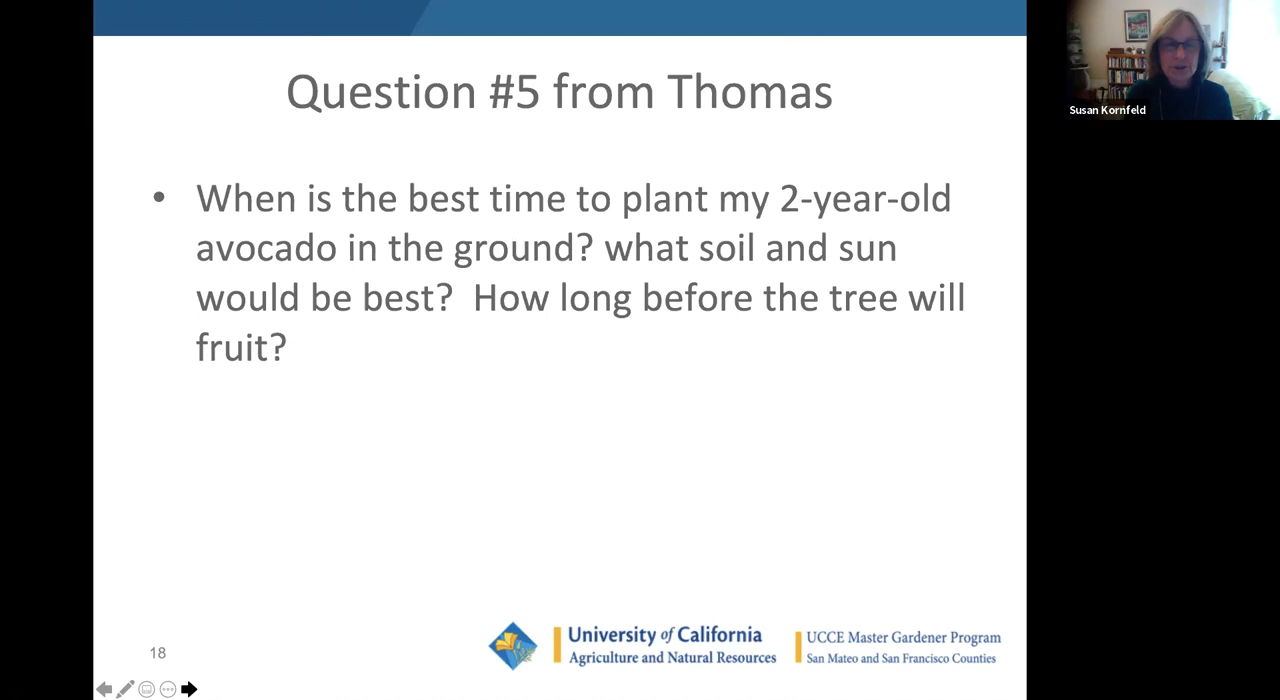 Question #5 from Thomas
• When is the best time to plant my 2-year-old
avocado in the ground? what soil and sun
would be best?  How long before the tree will
fruit?
Susan Kornfeld
18
University of California
Agriculture and Natural Resources
UCCE Master Gardener Program
San Mateo and San Francisco Counties